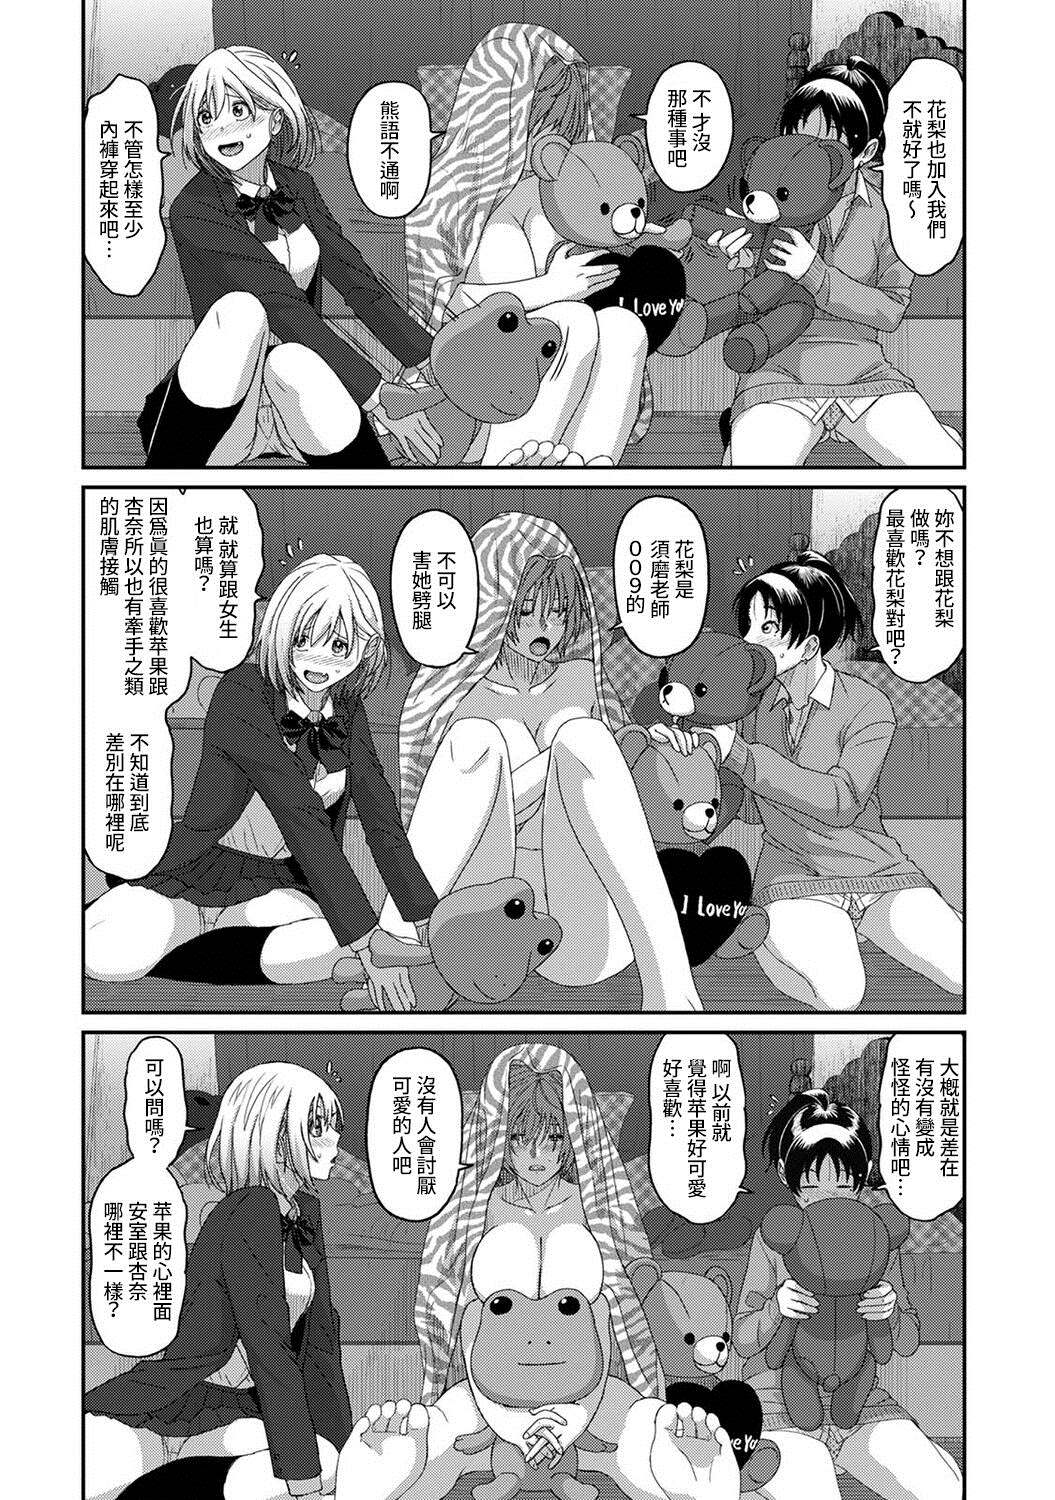 花梨也加入我們
不就好了嗎～
不才沒
那種事吧
熊語不通啊
不管怎樣至少
內褲穿起來吧…
I Love Yo
妳不想跟花梨
做嗎？
最喜歡花梨對吧？
花梨是
須磨老師
009的
不可以
害她劈腿
就 就算跟女生
也算嗎？
因為真的很喜歡苹果跟
杏奈所以也有牽手之類
的肌膚接觸
不知道到底
差別在哪裡呢
I Love Yo
大概就是差在
有沒有變成
怪怪的心情吧…
啊 以前就
覺得苹果好可愛
好喜歡…
沒有人會討厭
可愛的人吧
可以問嗎？
苹果的心裡面
安室跟杏奈
哪裡不一樣？
ove Yo